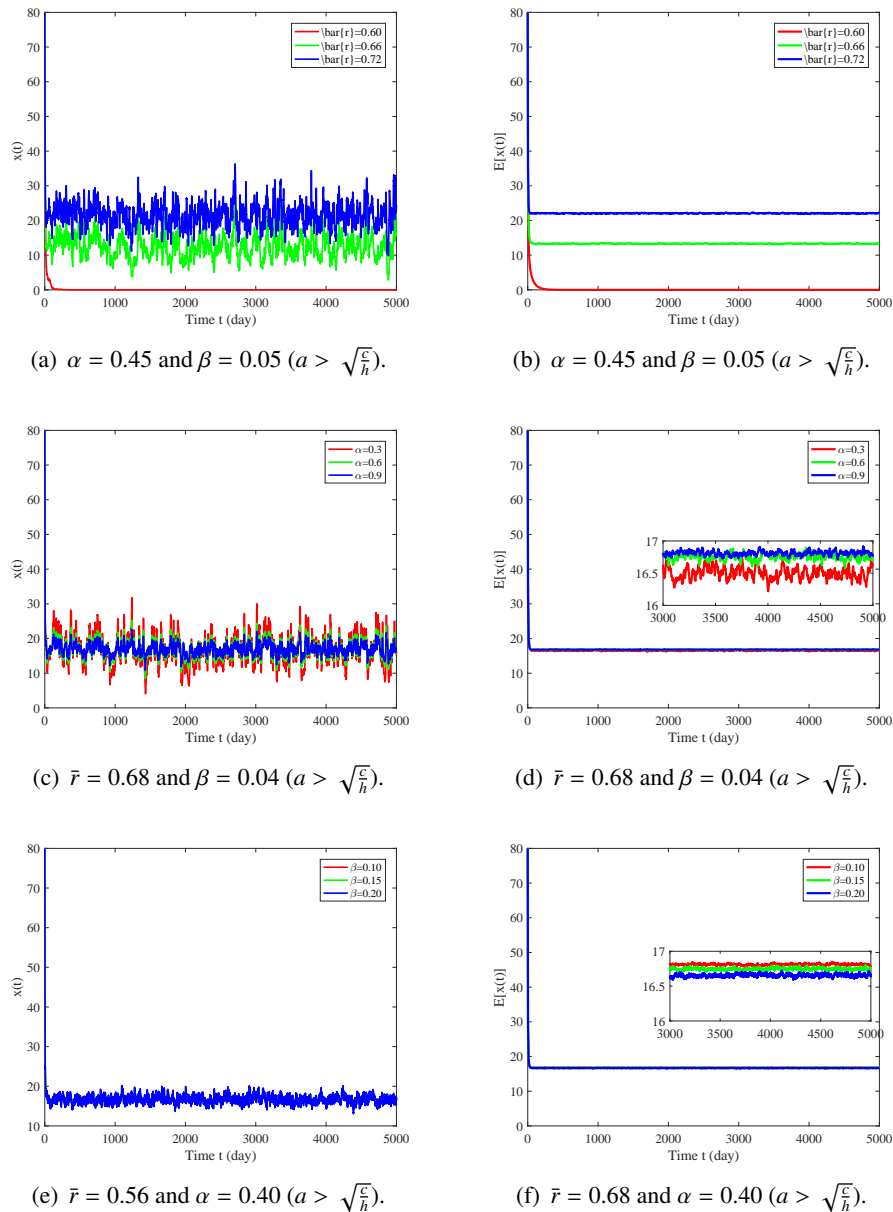 80
70
60
50
40
30
20
10
0
x(t)
0 1000 2000 3000 4000 5000
Time t (day)
\bar{r}=0.60
\bar{r}=0.66
\bar{r}=0.72
(a) α = 0.45 and β = 0.05 (a > √(c/h)).
80
70
60
50
40
30
20
10
0
E[x(t)]
0 1000 2000 3000 4000 5000
Time t (day)
\bar{r}=0.60
\bar{r}=0.66
\bar{r}=0.72
(b) α = 0.45 and β = 0.05 (a > √(c/h)).
80
70
60
50
40
30
20
10
0
x(t)
0 1000 2000 3000 4000 5000
Time t (day)
α=0.3
α=0.6
α=0.9
(c) r̄ = 0.68 and β = 0.04 (a > √(c/h)).
80
70
60
50
40
30
20
10
0
E[x(t)]
0 1000 2000 3000 4000 5000
Time t (day)
α=0.3
α=0.6
α=0.9
17
16.5
16
3000 3500 4000 4500 5000
(d) r̄ = 0.68 and β = 0.04 (a > √(c/h)).
80
70
60
50
40
30
20
10
x(t)
0 1000 2000 3000 4000 5000
Time t (day)
β=0.10
β=0.15
β=0.20
(e) r̄ = 0.56 and α = 0.40 (a > √(c/h)).
80
70
60
50
40
30
20
10
0
E[x(t)]
0 1000 2000 3000 4000 5000
Time t (day)
β=0.10
β=0.15
β=0.20
17
16.5
16
3000 3500 4000 4500 5000
(f) r̄ = 0.68 and α = 0.40 (a > √(c/h)).